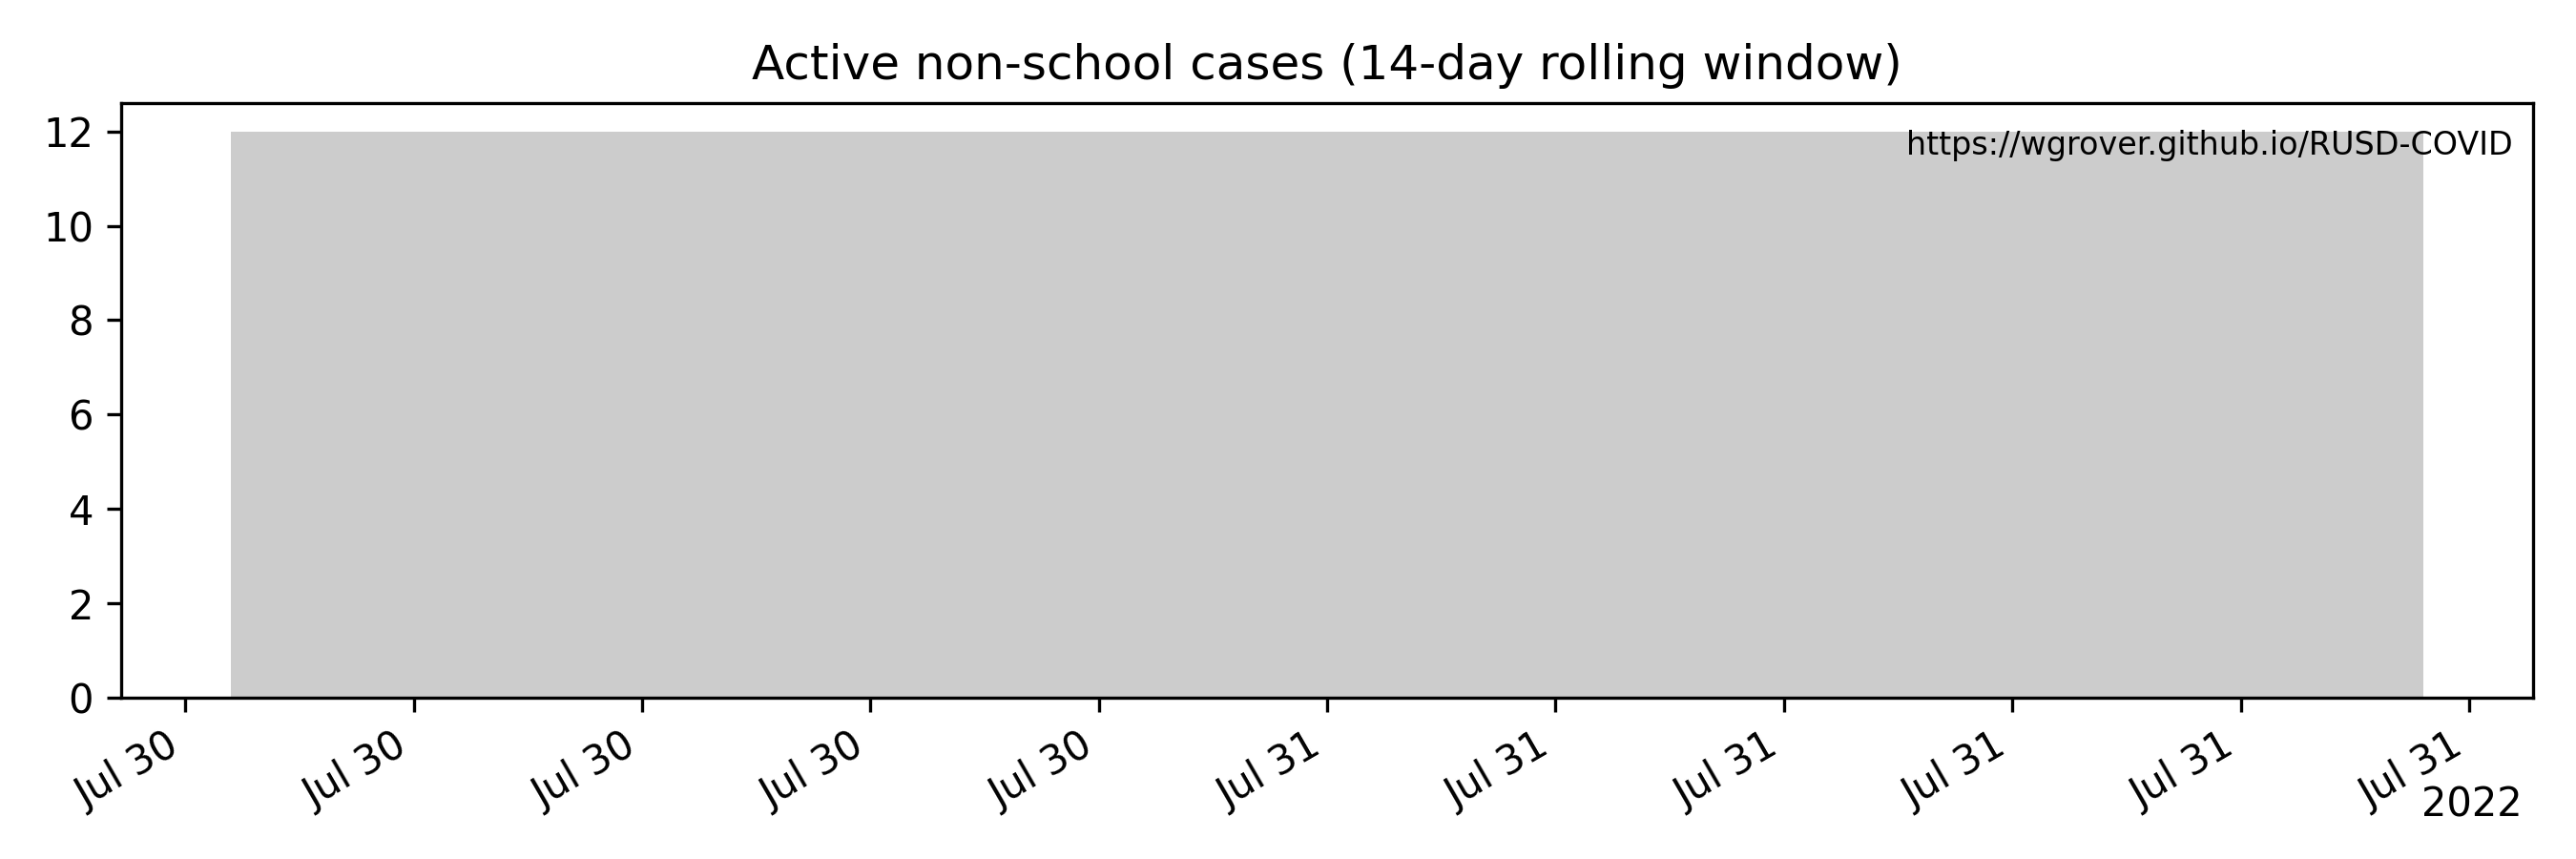 Active non-school cases (14-day rolling window)
https://wgrover.github.io/RUSD-COVID
12
10
8
6
4
2
0
Jul 30
Jul 30
Jul 30
Jul 30
Jul 30
Jul 31
Jul 31
Jul 31
Jul 31
Jul 31
Jul 31
2022